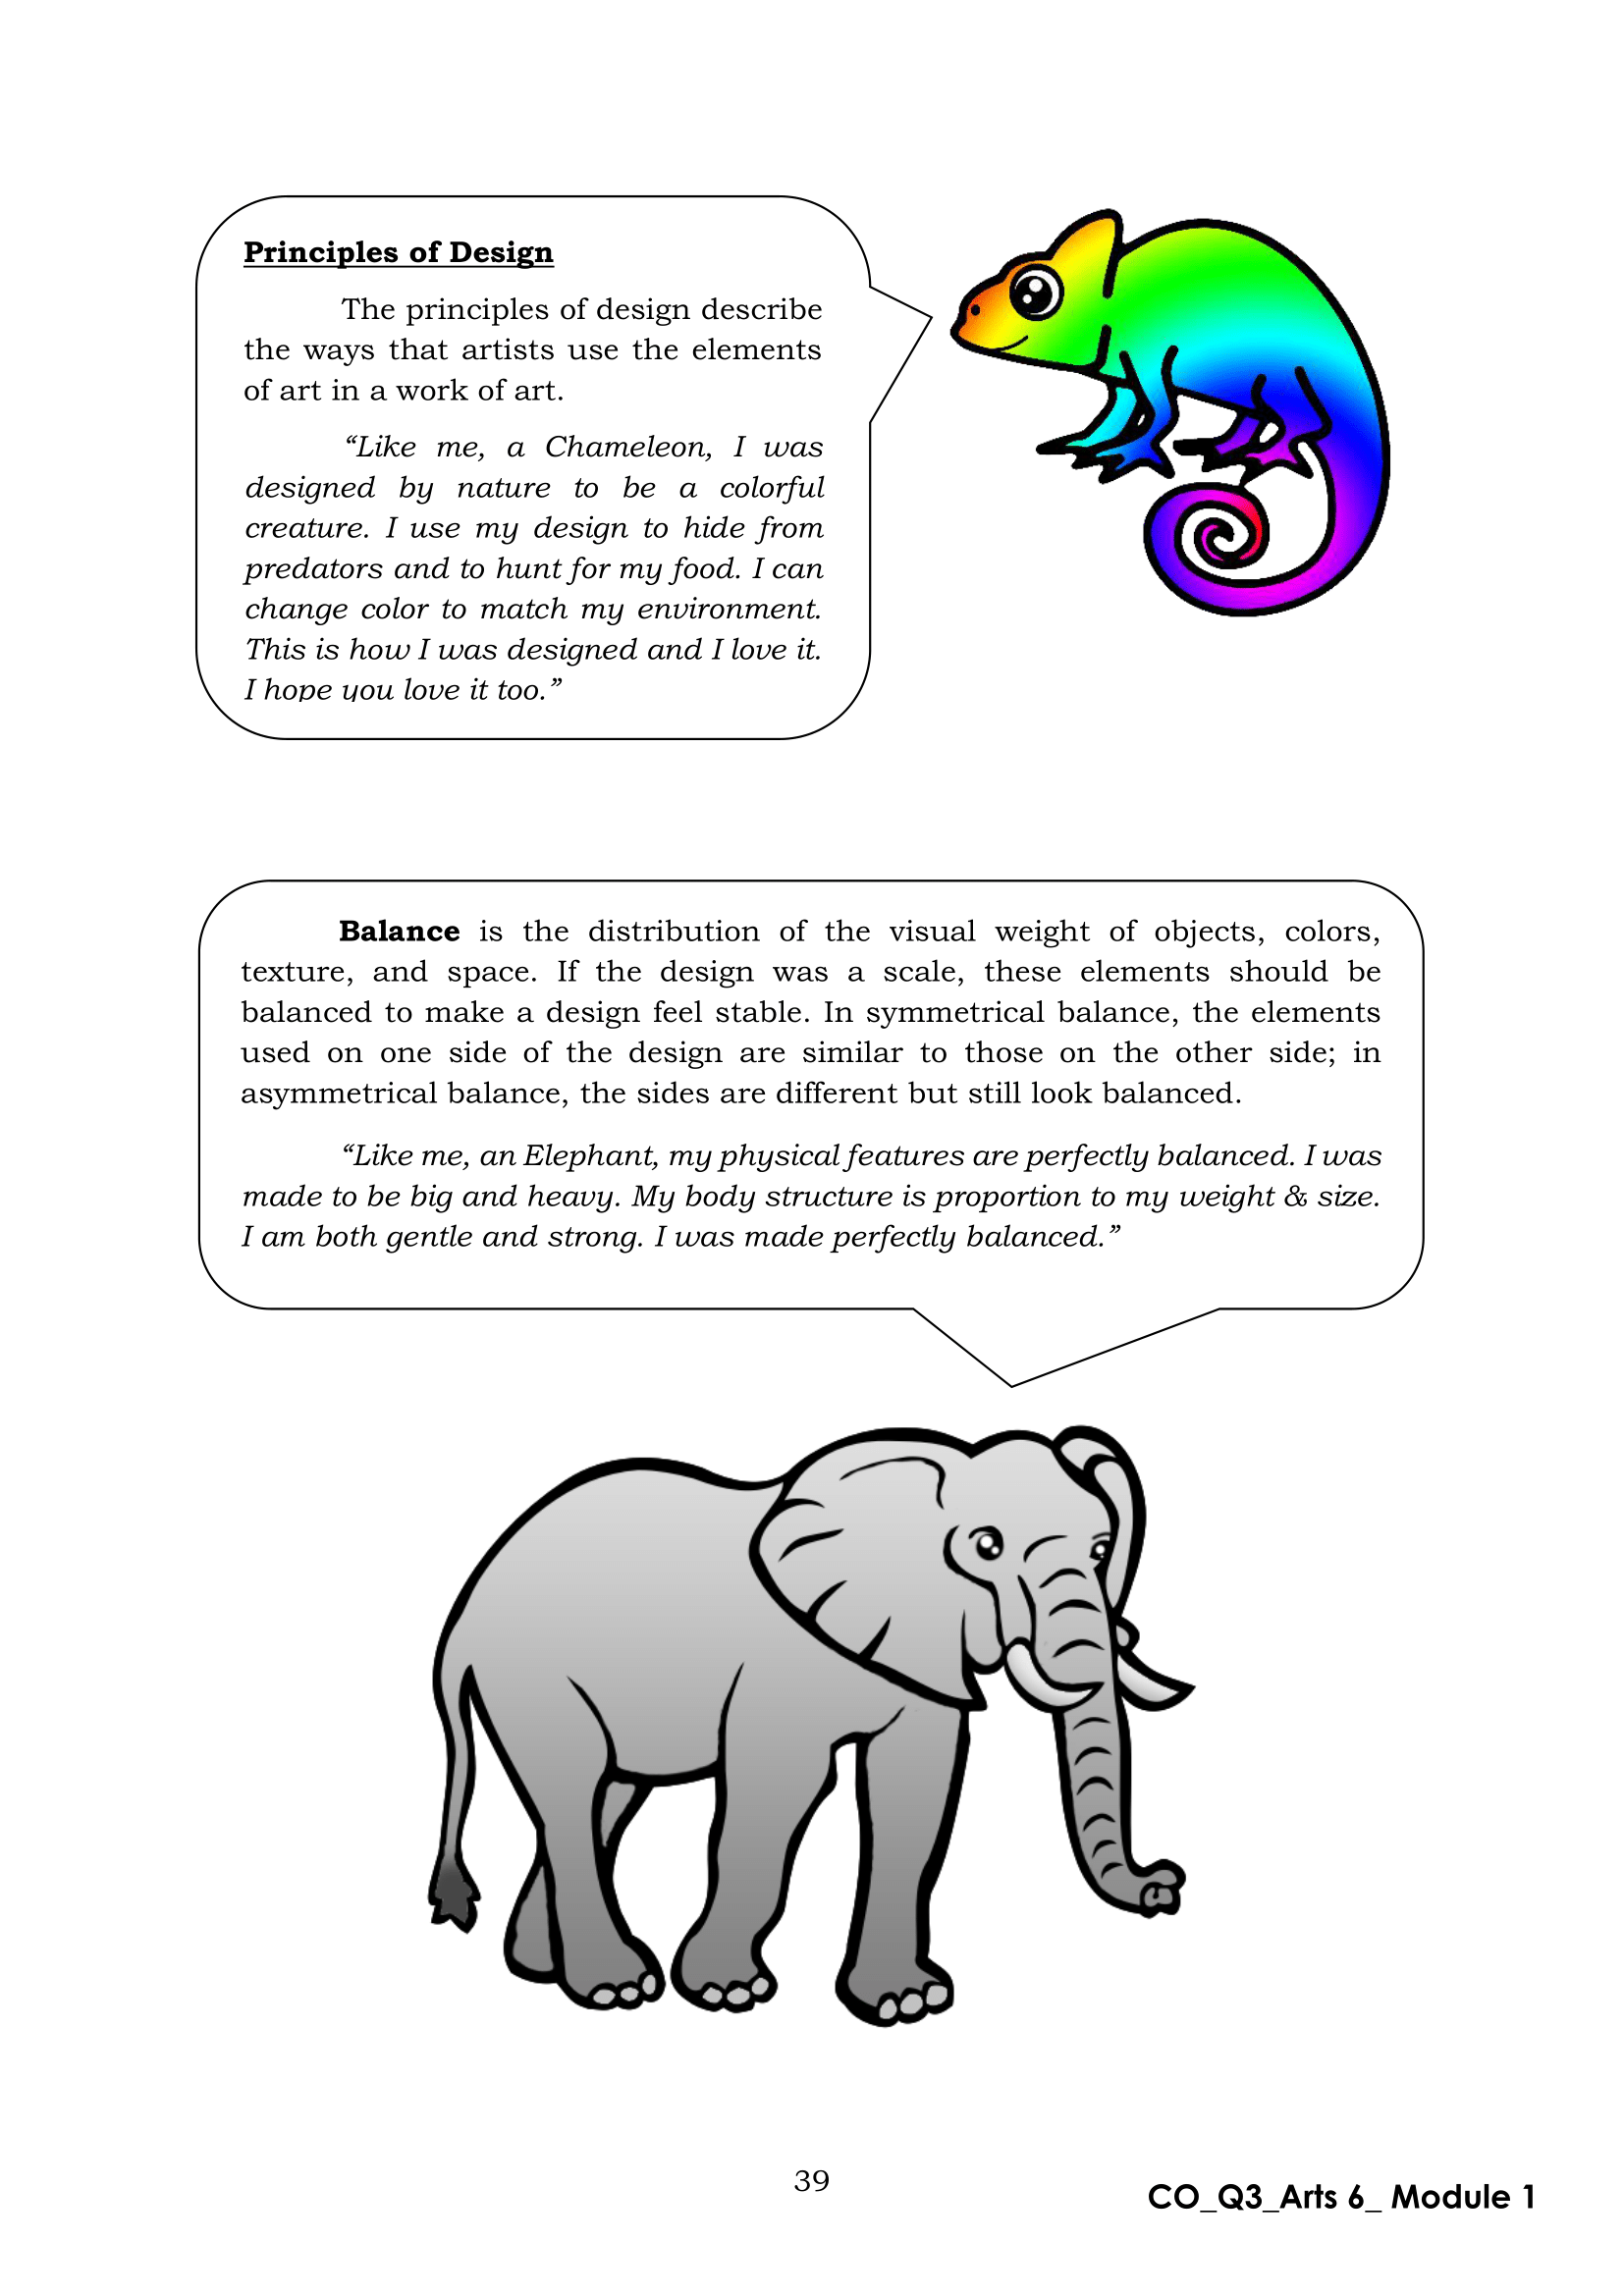 Principles of Design
The principles of design describe
the ways that artists use the elements
of art in a work of art.
“Like me, a Chameleon, I was
designed by nature to be a colorful
creature. I use my design to hide from
predators and to hunt for my food. I can
change color to match my environment.
This is how I was designed and I love it.
I hope you love it too.”
Balance is the distribution of the visual weight of objects, colors,
texture, and space. If the design was a scale, these elements should be
balanced to make a design feel stable. In symmetrical balance, the elements
used on one side of the design are similar to those on the other side; in
asymmetrical balance, the sides are different but still look balanced.
“Like me, an Elephant, my physical features are perfectly balanced. I was
made to be big and heavy. My body structure is proportion to my weight & size.
I am both gentle and strong. I was made perfectly balanced.”
39
CO_Q3_Arts 6_ Module 1